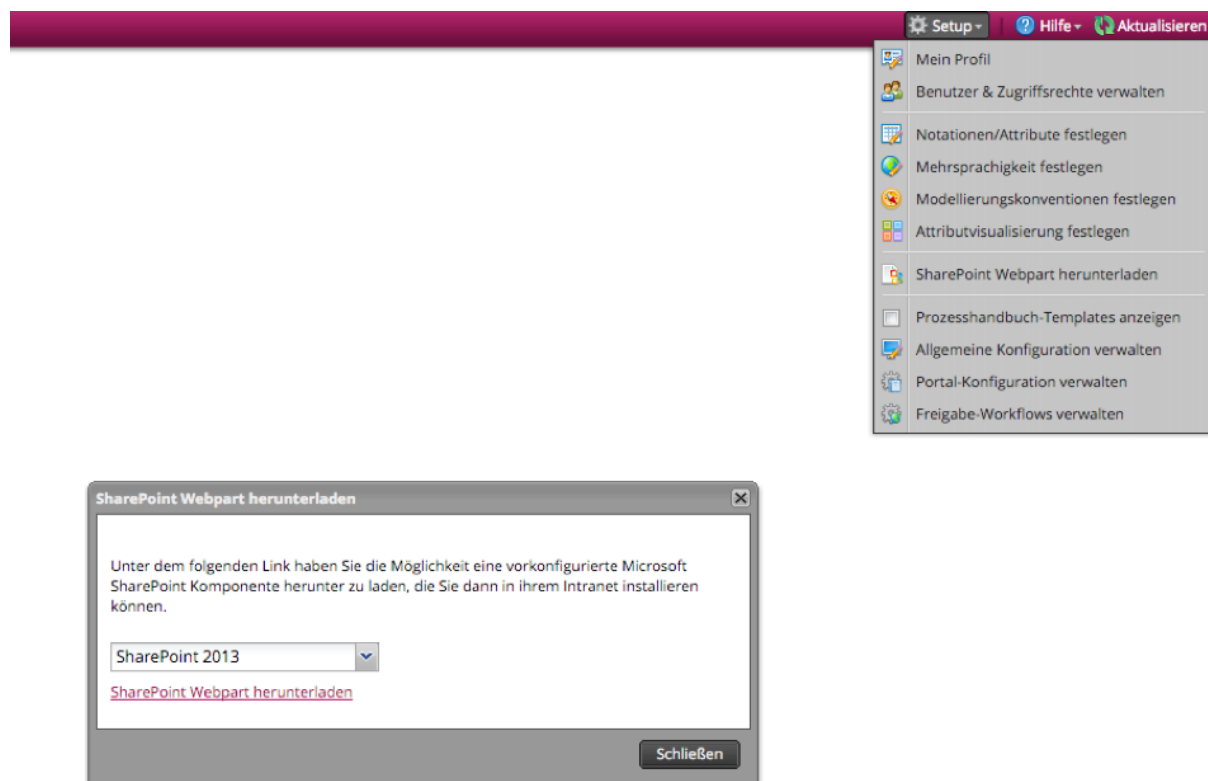 Setup Hilfe Aktualisieren
Mein Profil
Benutzer & Zugriffsrechte verwalten
Notationen/Attribute festlegen
Mehrsprachigkeit festlegen
Modellierungskonventionen festlegen
Attributvisualisierung festlegen
SharePoint Webpart herunterladen
Prozesshandbuch-Templates anzeigen
Allgemeine Konfiguration verwalten
Portal-Konfiguration verwalten
Freigabe-Workflows verwalten
SharePoint Webpart herunterladen
Unter dem folgenden Link haben Sie die Möglichkeit eine vorkonfigurierte Microsoft
SharePoint Komponente herunter zu laden, die Sie dann in ihrem Intranet installieren
können.
SharePoint 2013
SharePoint Webpart herunterladen
Schließen